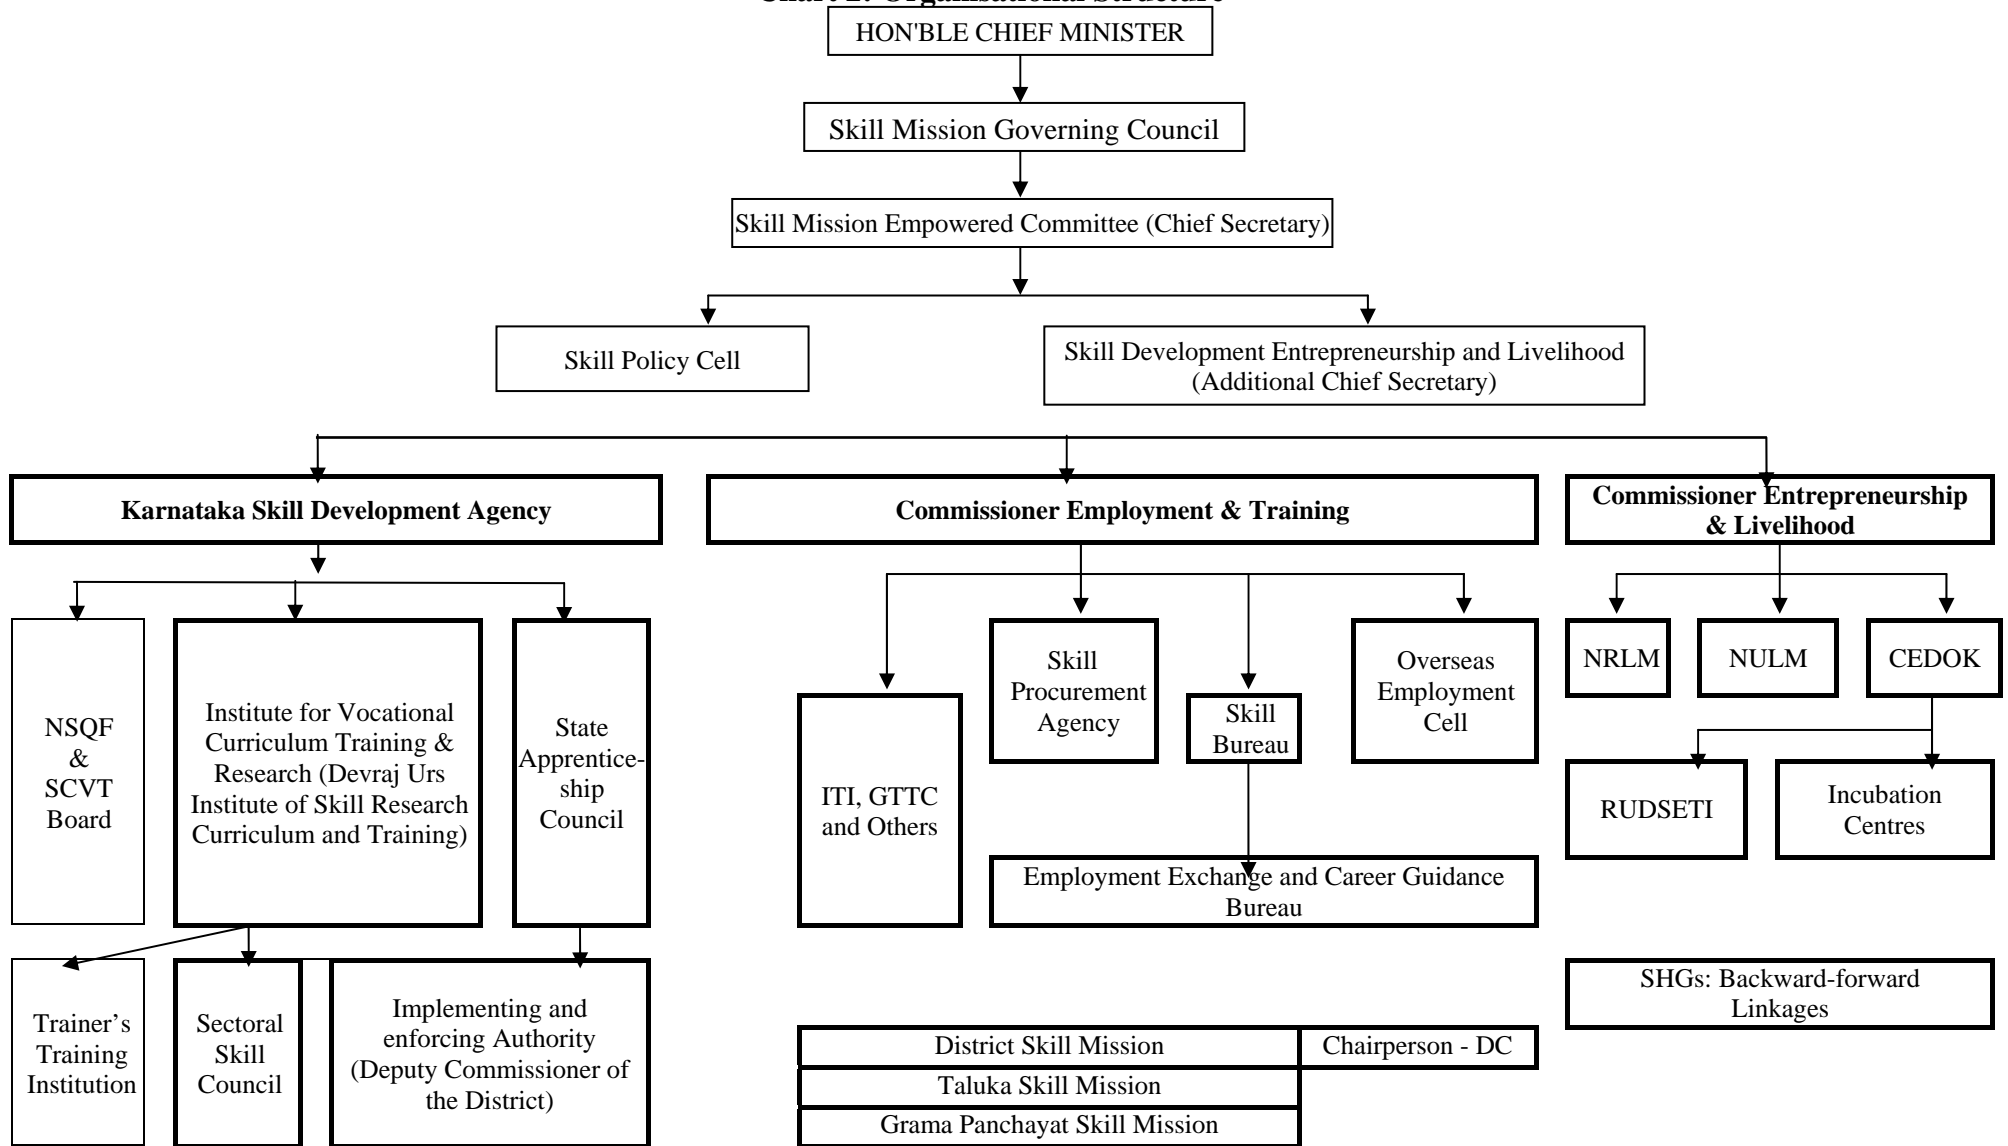 Chart 2: Organisational Structure
HON'BLE CHIEF MINISTER
Skill Mission Governing Council
Skill Mission Empowered Committee (Chief Secretary)
Skill Policy Cell
Skill Development Entrepreneurship and Livelihood
(Additional Chief Secretary)
Karnataka Skill Development Agency
Commissioner Employment & Training
Commissioner Entrepreneurship
& Livelihood
NSQF
&
SCVT
Board
Institute for Vocational
Curriculum Training &
Research (Devraj Urs
Institute of Skill Research
Curriculum and Training)
State
Apprentice-
ship
Council
ITI, GTTC
and Others
Skill
Procurement
Agency
Skill
Bureau
Overseas
Employment
Cell
Employment Exchange and Career Guidance
Bureau
NRLM
NULM
CEDOK
RUDSETI
Incubation
Centres
Trainer’s
Training
Institution
Sectoral
Skill
Council
Implementing and
enforcing Authority
(Deputy Commissioner of
the District)
SHGs: Backward-forward
Linkages
District Skill Mission
Chairperson - DC
Taluka Skill Mission
Grama Panchayat Skill Mission